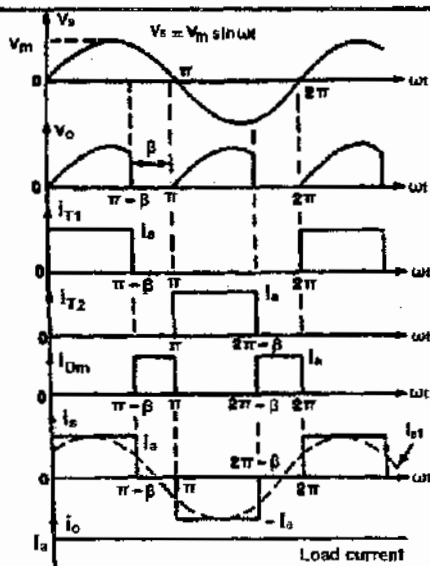 vs
Vm
vs = Vm sin ωt
0
π
2π
ωt
vo
β
0
π − β
π
2π
ωt
iT1
Ia
0
π − β
ωt
iT2
Ia
0
π
2π − β
ωt
iDm
Ia
0
π − β
π
2π − β
2π
ωt
is
Ia
is1
0
π − β
π
2π − β
2π
ωt
− Ia
io
Ia
0
Load current